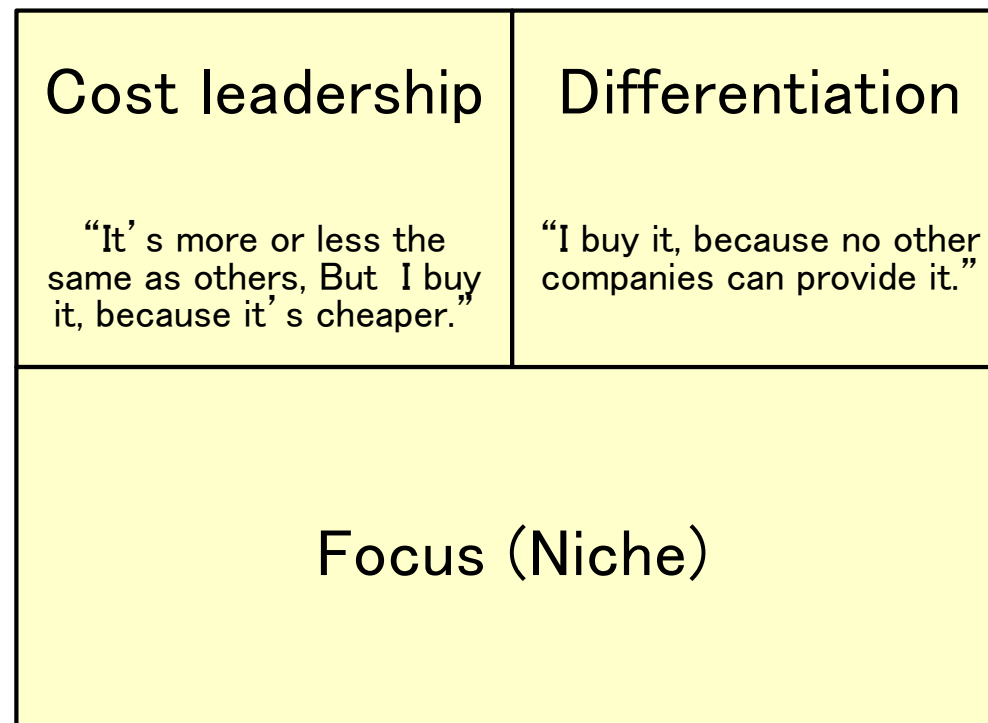 Cost leadership
“It’s more or less the
same as others, But I buy
it, because it’s cheaper.”
Differentiation
“I buy it, because no other
companies can provide it.”
Focus (Niche)